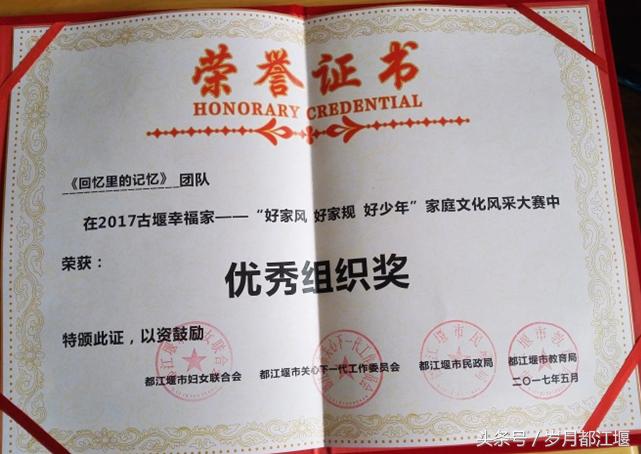 荣誉证书
HONORARY CREDENTIAL
《回忆里的记忆》 团队
在2017古堰幸福家——“好家风 好家规 好少年”家庭文化风采大赛中
荣获：
优秀组织奖
特颁此证，以资鼓励
都江堰市妇女联合会 都江堰市关心下一代工作委员会 都江堰市民政局 都江堰市教育局
二〇一七年五月
头条号 / 岁月都江堰